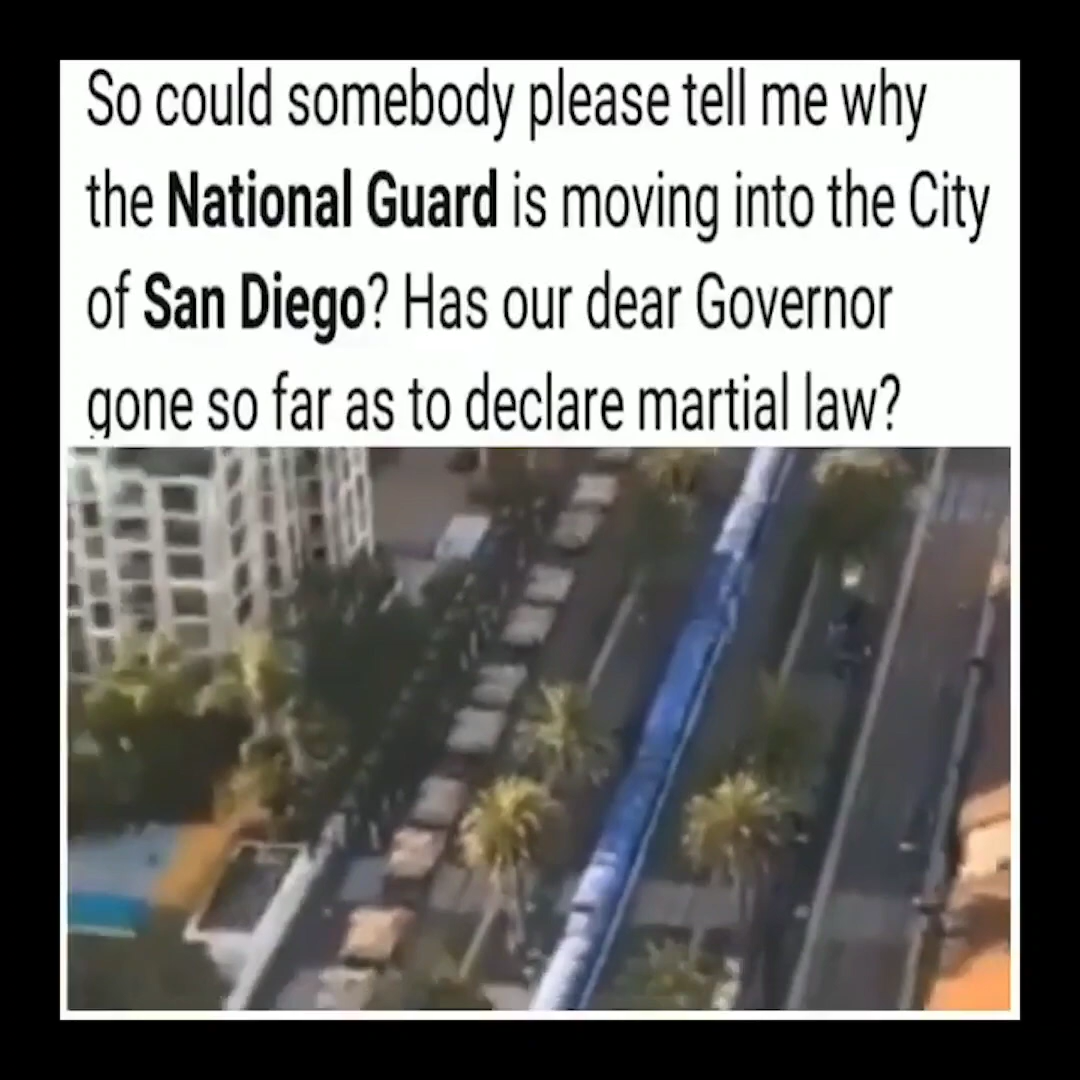 So could somebody please tell me why
the National Guard is moving into the City
of San Diego? Has our dear Governor
gone so far as to declare martial law?